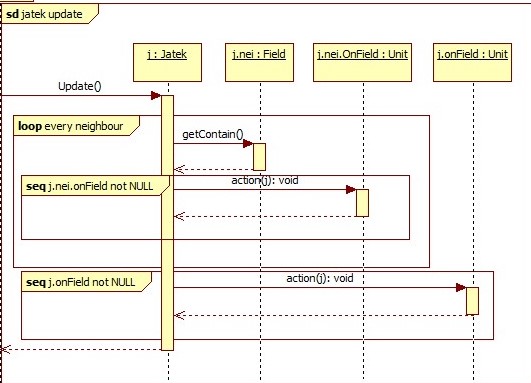 sd jatek update
j : Jatek
j.nei : Field
j.nei.OnField : Unit
j.onField : Unit
Update()
loop every neighbour
getContain()
seq j.nei.onField not NULL
action(j): void
seq j.onField not NULL
action(j): void